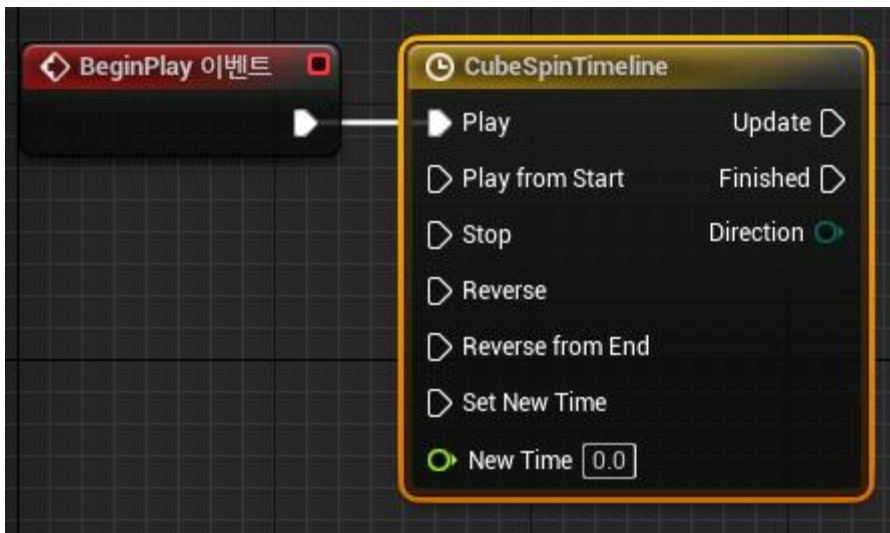 BeginPlay 이벤트
CubeSpinTimeline
Play
Update
Play from Start
Finished
Stop
Direction
Reverse
Reverse from End
Set New Time
New Time 0.0